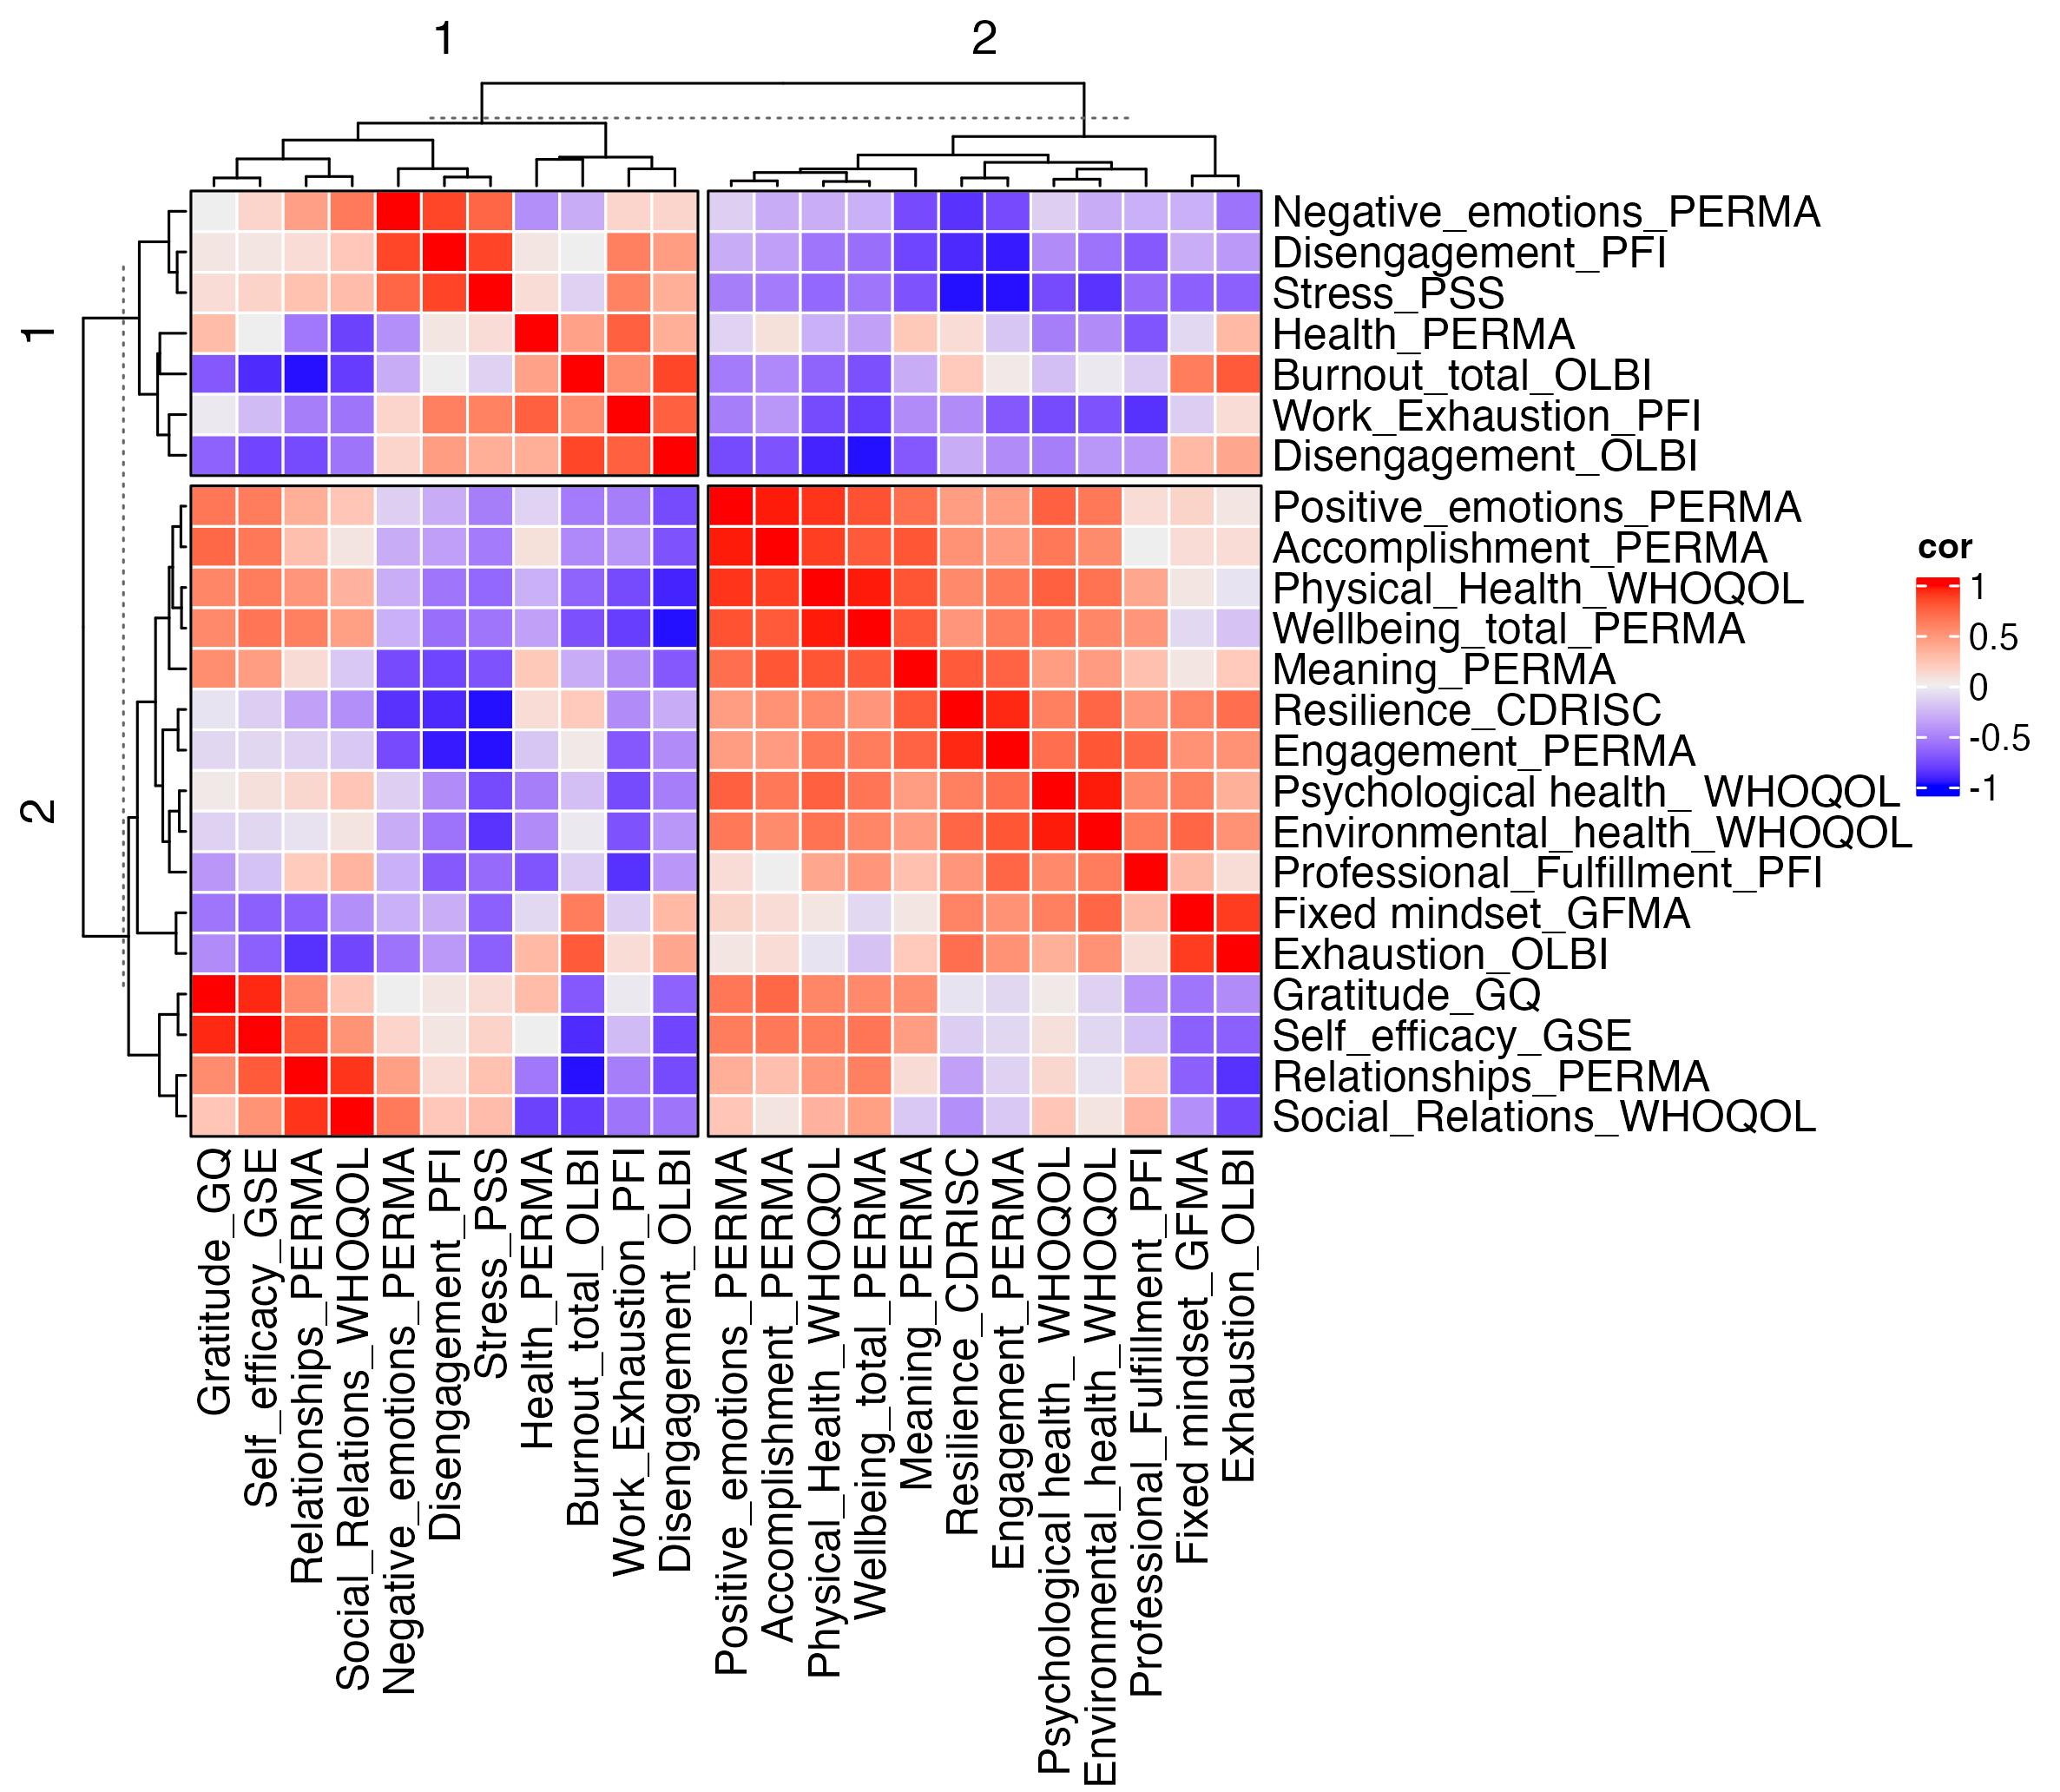 1
2
1
2
Negative_emotions_PERMA
Disengagement_PFI
Stress_PSS
Health_PERMA
Burnout_total_OLBI
Work_Exhaustion_PFI
Disengagement_OLBI
Positive_emotions_PERMA
Accomplishment_PERMA
Physical_Health_WHOQOL
Wellbeing_total_PERMA
Meaning_PERMA
Resilience_CDRISC
Engagement_PERMA
Psychological health_ WHOQOL
Environmental_health_WHOQOL
Professional_Fulfillment_PFI
Fixed mindset_GFMA
Exhaustion_OLBI
Gratitude_GQ
Self_efficacy_GSE
Relationships_PERMA
Social_Relations_WHOQOL
cor
1
0.5
0
-0.5
-1
Gratitude_GQ
Self_efficacy_GSE
Relationships_PERMA
Social_Relations_WHOQOL
Negative_emotions_PERMA
Disengagement_PFI
Stress_PSS
Health_PERMA
Burnout_total_OLBI
Work_Exhaustion_PFI
Disengagement_OLBI
Positive_emotions_PERMA
Accomplishment_PERMA
Physical_Health_WHOQOL
Wellbeing_total_PERMA
Meaning_PERMA
Resilience_CDRISC
Engagement_PERMA
Psychological health_ WHOQOL
Environmental_health_WHOQOL
Professional_Fulfillment_PFI
Fixed mindset_GFMA
Exhaustion_OLBI